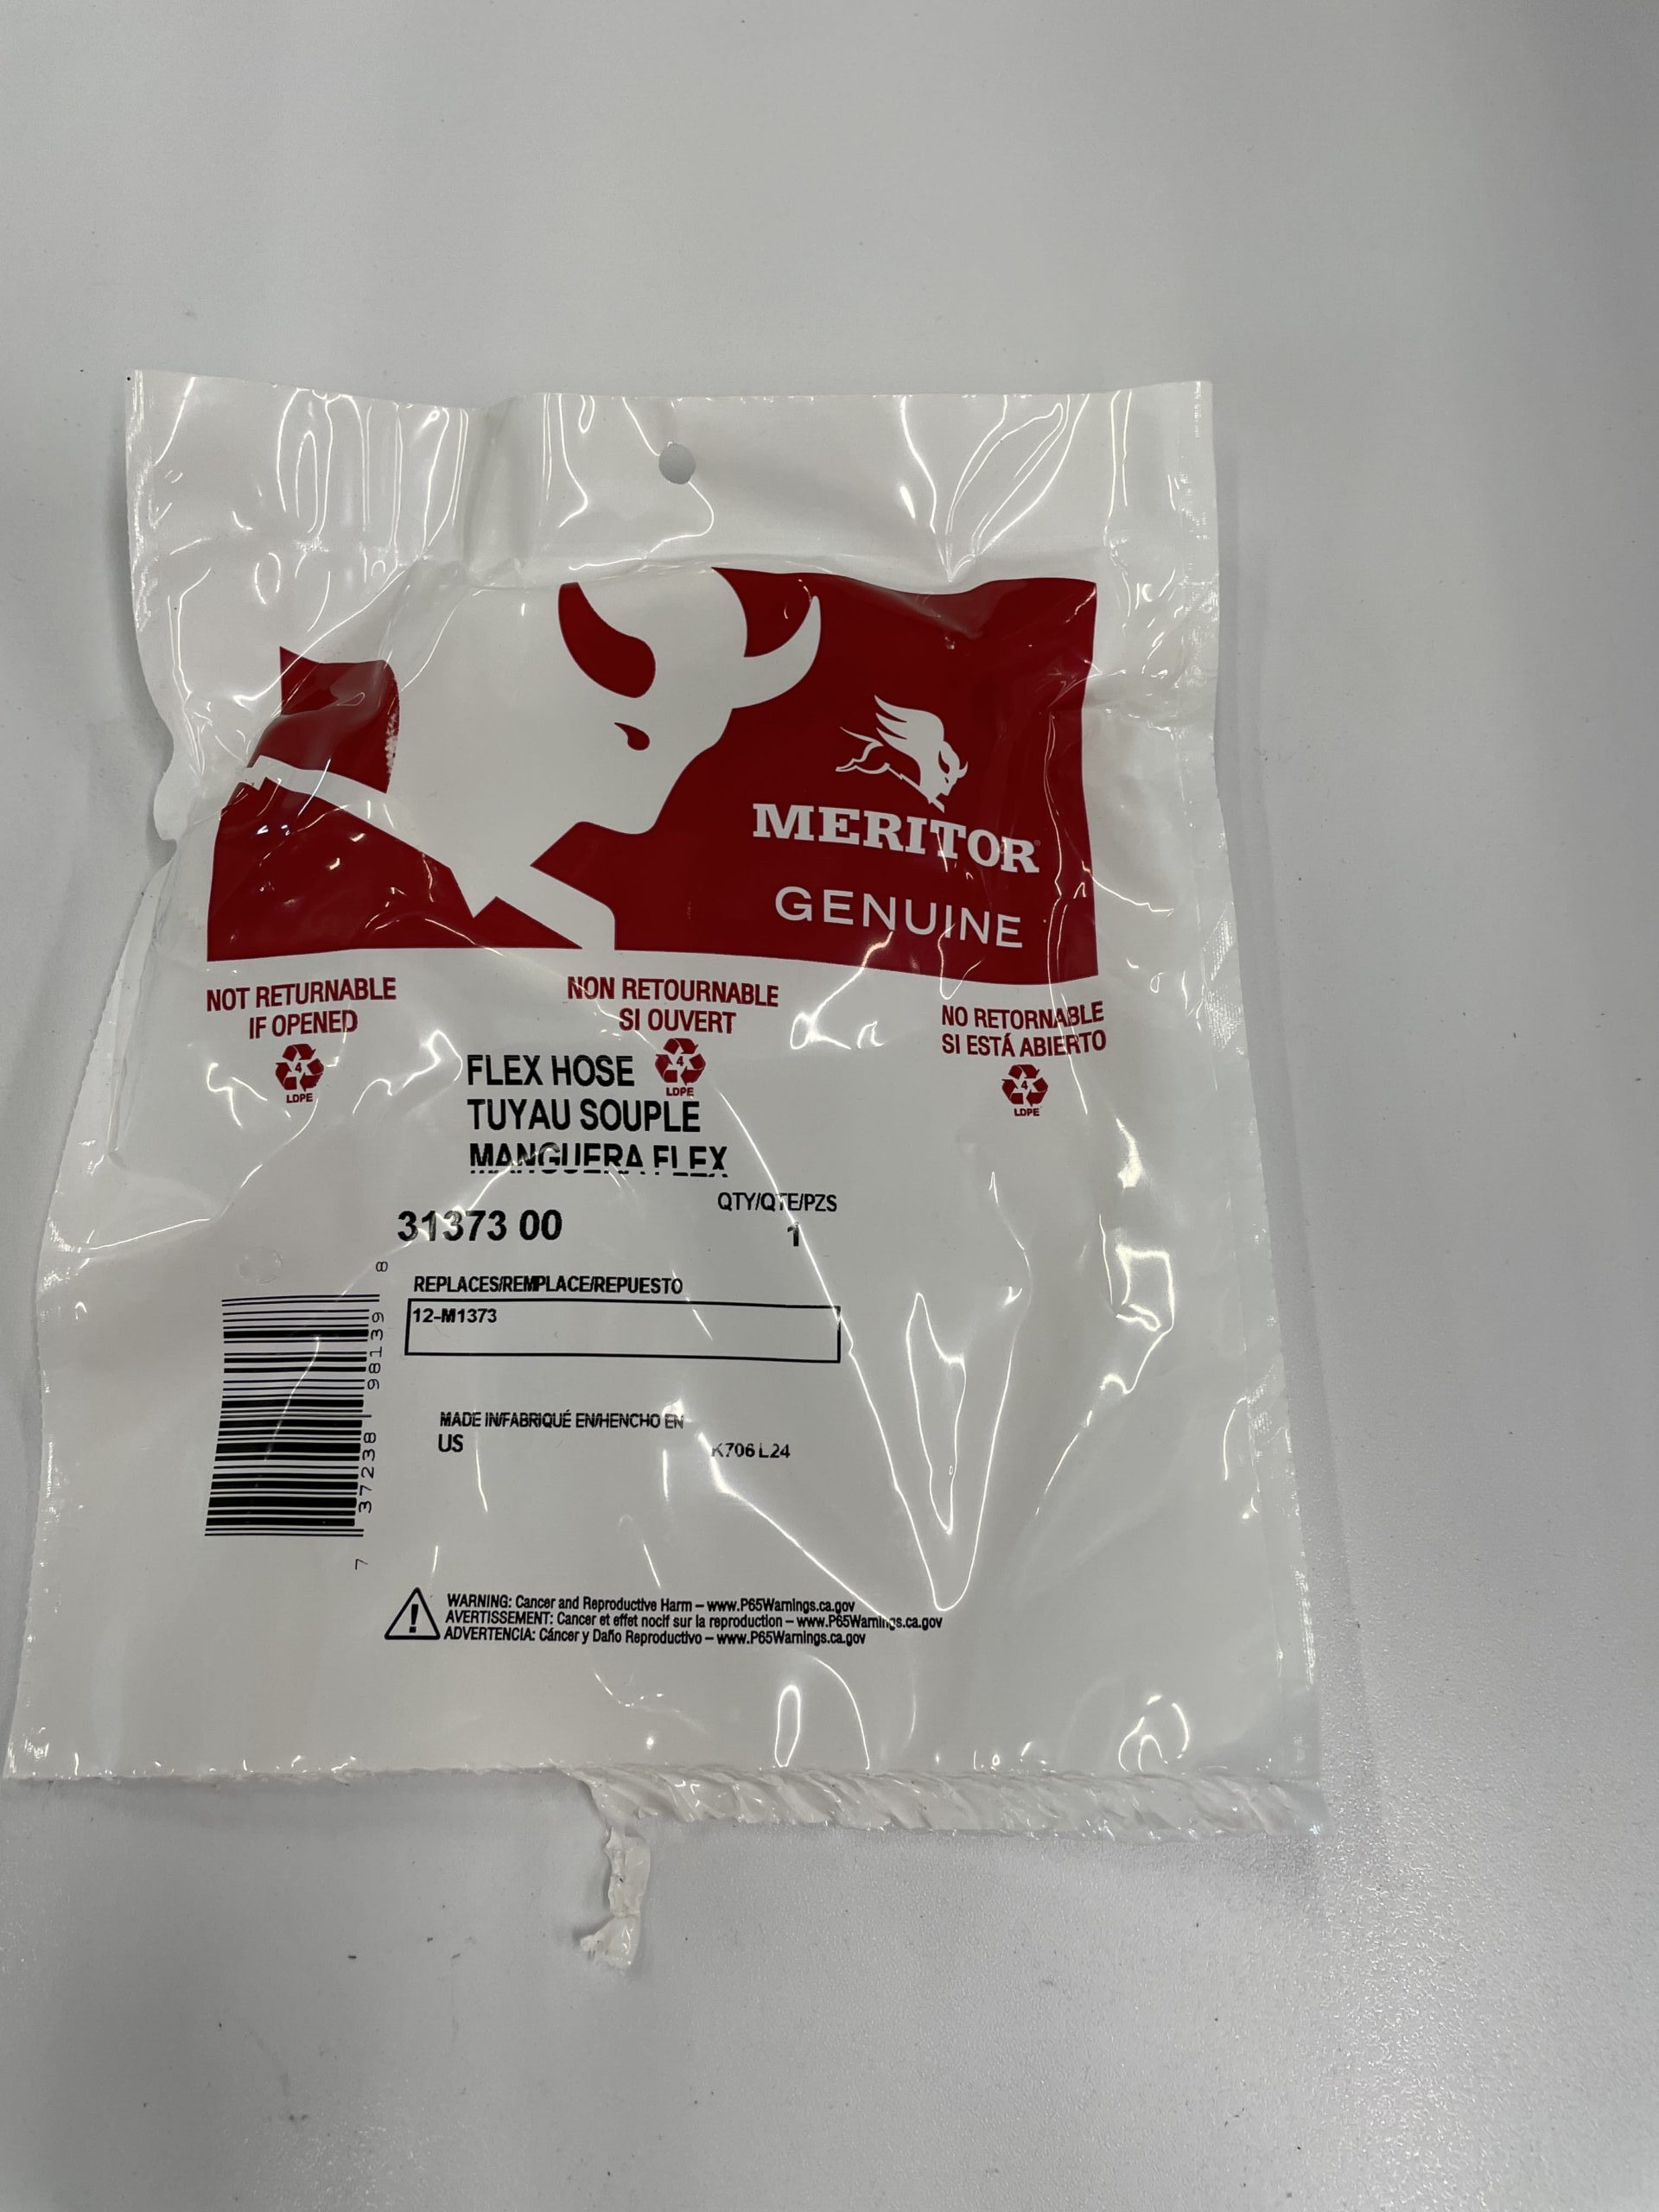 MERITOR
GENUINE
NOT RETURNABLE
IF OPENED
4
LDPE
NON RETOURNABLE
SI OUVERT
4
LDPE
NO RETORNABLE
SI ESTÁ ABIERTO
4
LDPE
FLEX HOSE
TUYAU SOUPLE
MANGUERA FLEX
QTY/QTE/PZS
31373 00
1
REPLACES/REMPLACE/REPUESTO
12-M1373
7 37238 98139 8
MADE IN/FABRIQUÉ EN/HENCHO EN
US
K706 L24
WARNING: Cancer and Reproductive Harm – www.P65Warnings.ca.gov
AVERTISSEMENT: Cancer et effet nocif sur la reproduction – www.P65Warnings.ca.gov
ADVERTENCIA: Cáncer y Daño Reproductivo – www.P65Warnings.ca.gov